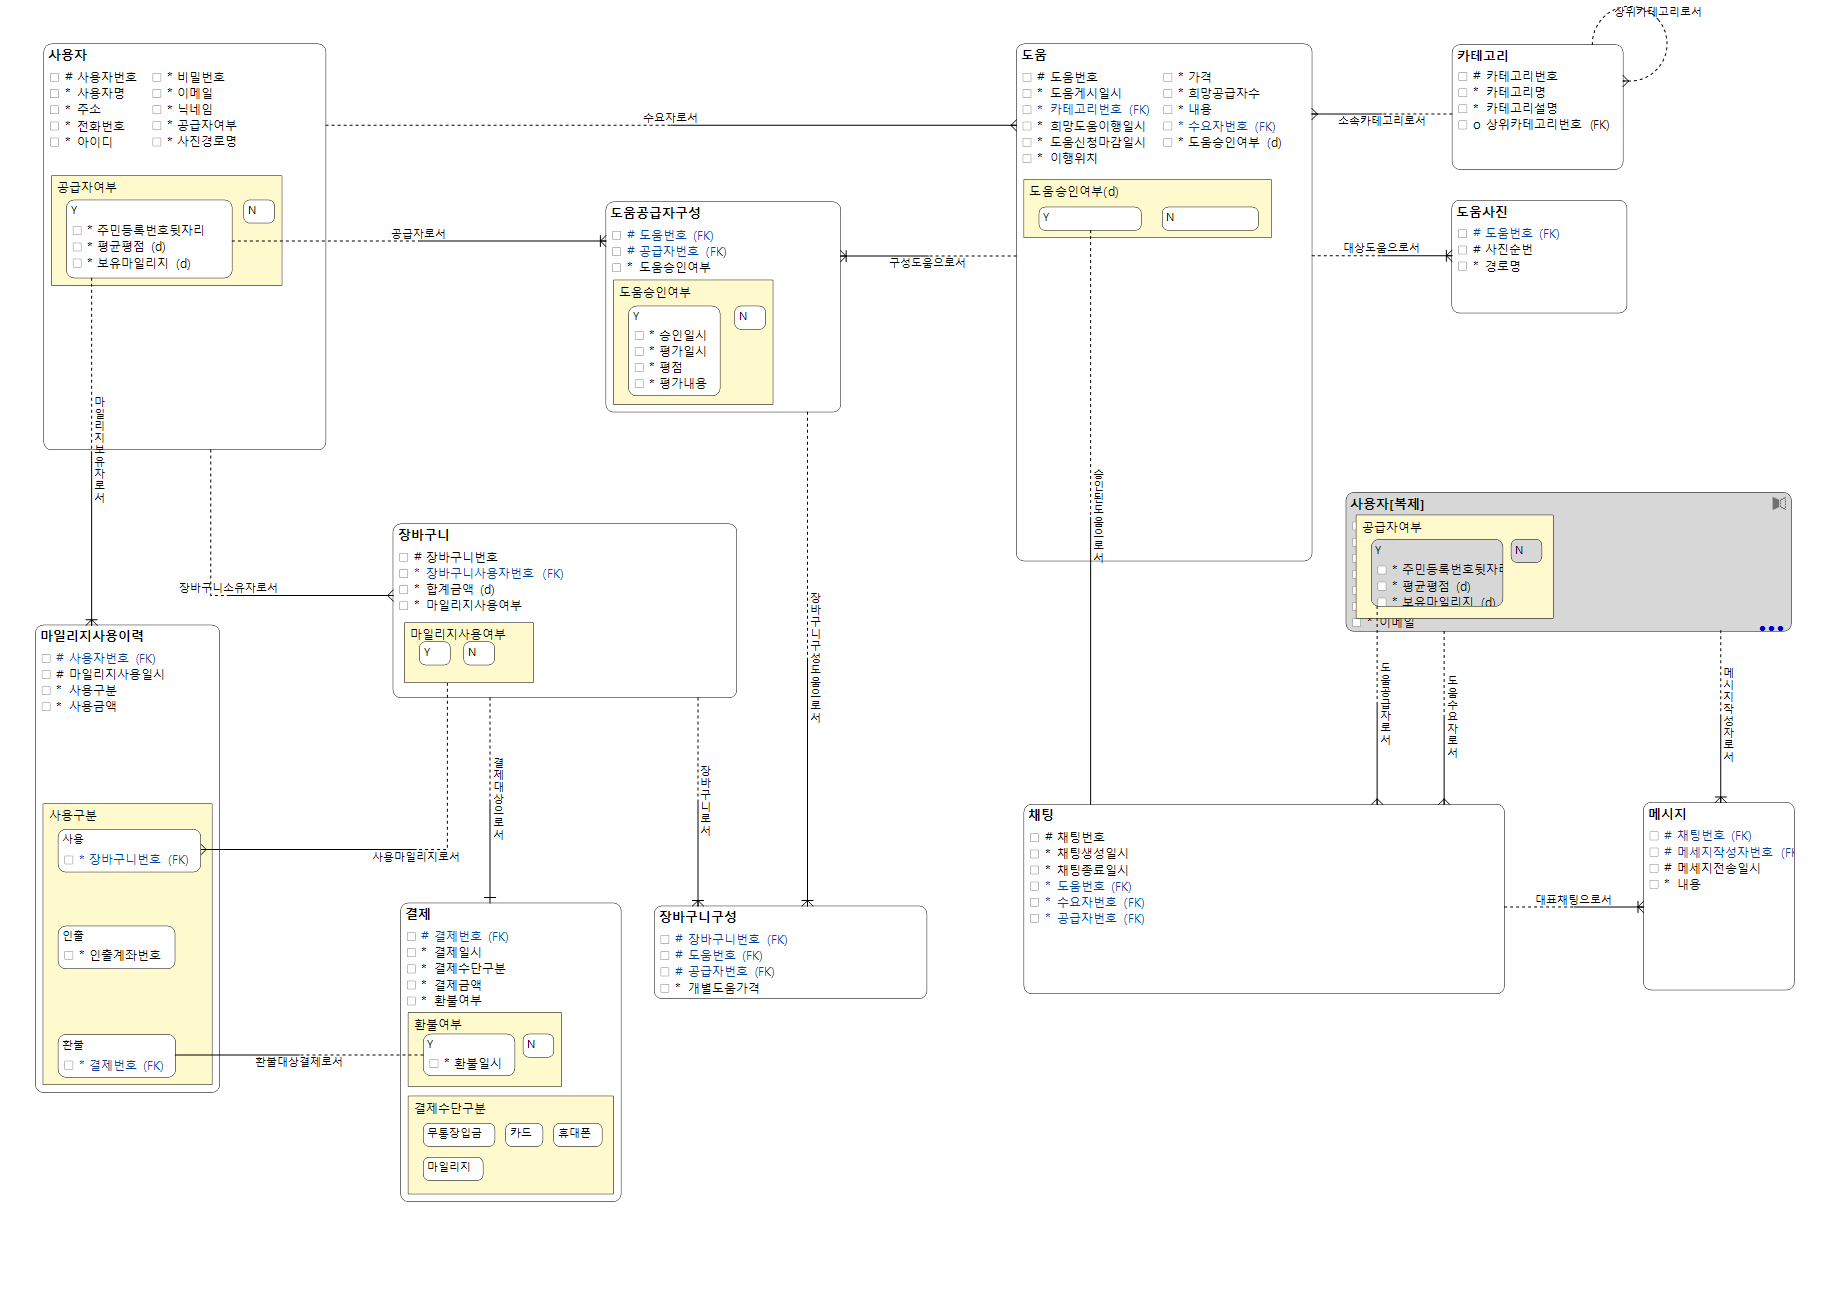 상위카테고리로서
사용자
# 사용자번호
* 사용자명
* 주소
* 전화번호
* 아이디
* 비밀번호
* 이메일
* 닉네임
* 공급자여부
* 사진경로명
공급자여부
Y
* 주민등록번호뒷자리
* 평균평점 (d)
* 보유마일리지 (d)
N
수요자로서
공급자로서
도움공급자구성
# 도움번호 (FK)
# 공급자번호 (FK)
* 도움승인여부
도움승인여부
Y
* 승인일시
* 평가일시
* 평점
* 평가내용
N
구성도움으로서
도움
# 도움번호
* 도움게시일시
* 카테고리번호 (FK)
* 희망도움이행일시
* 도움신청마감일시
* 이행위치
* 가격
* 희망공급자수
* 내용
* 수요자번호 (FK)
* 도움승인여부 (d)
도움승인여부(d)
Y
N
소속카테고리로서
카테고리
# 카테고리번호
* 카테고리명
* 카테고리설명
o 상위카테고리번호 (FK)
대상도움으로서
도움사진
# 도움번호 (FK)
# 사진순번
* 경로명
마일리지보유자로서
장바구니소유자로서
장바구니
# 장바구니번호
* 장바구니사용자번호 (FK)
* 합계금액 (d)
* 마일리지사용여부
마일리지사용여부
Y
N
승인된도움으로서
장바구니구성도움으로서
사용자[복제]
공급자여부
Y
* 주민등록번호뒷자리
* 평균평점 (d)
* 보유마일리지 (d)
N
* 이메일
도움공급자로서
도움수요자로서
메시지작성자로서
마일리지사용이력
# 사용자번호 (FK)
# 마일리지사용일시
* 사용구분
* 사용금액
사용구분
사용
* 장바구니번호 (FK)
인출
* 인출계좌번호
환불
* 결제번호 (FK)
사용마일리지로서
결제대상으로서
장바구니로서
환불대상결제로서
결제
# 결제번호 (FK)
* 결제일시
* 결제수단구분
* 결제금액
* 환불여부
환불여부
Y
* 환불일시
N
결제수단구분
무통장입금
카드
휴대폰
마일리지
장바구니구성
# 장바구니번호 (FK)
# 도움번호 (FK)
# 공급자번호 (FK)
* 개별도움가격
채팅
# 채팅번호
* 채팅생성일시
* 채팅종료일시
* 도움번호 (FK)
* 수요자번호 (FK)
* 공급자번호 (FK)
대표채팅으로서
메시지
# 채팅번호 (FK)
# 메세지작성자번호 (FK
# 메세지전송일시
* 내용